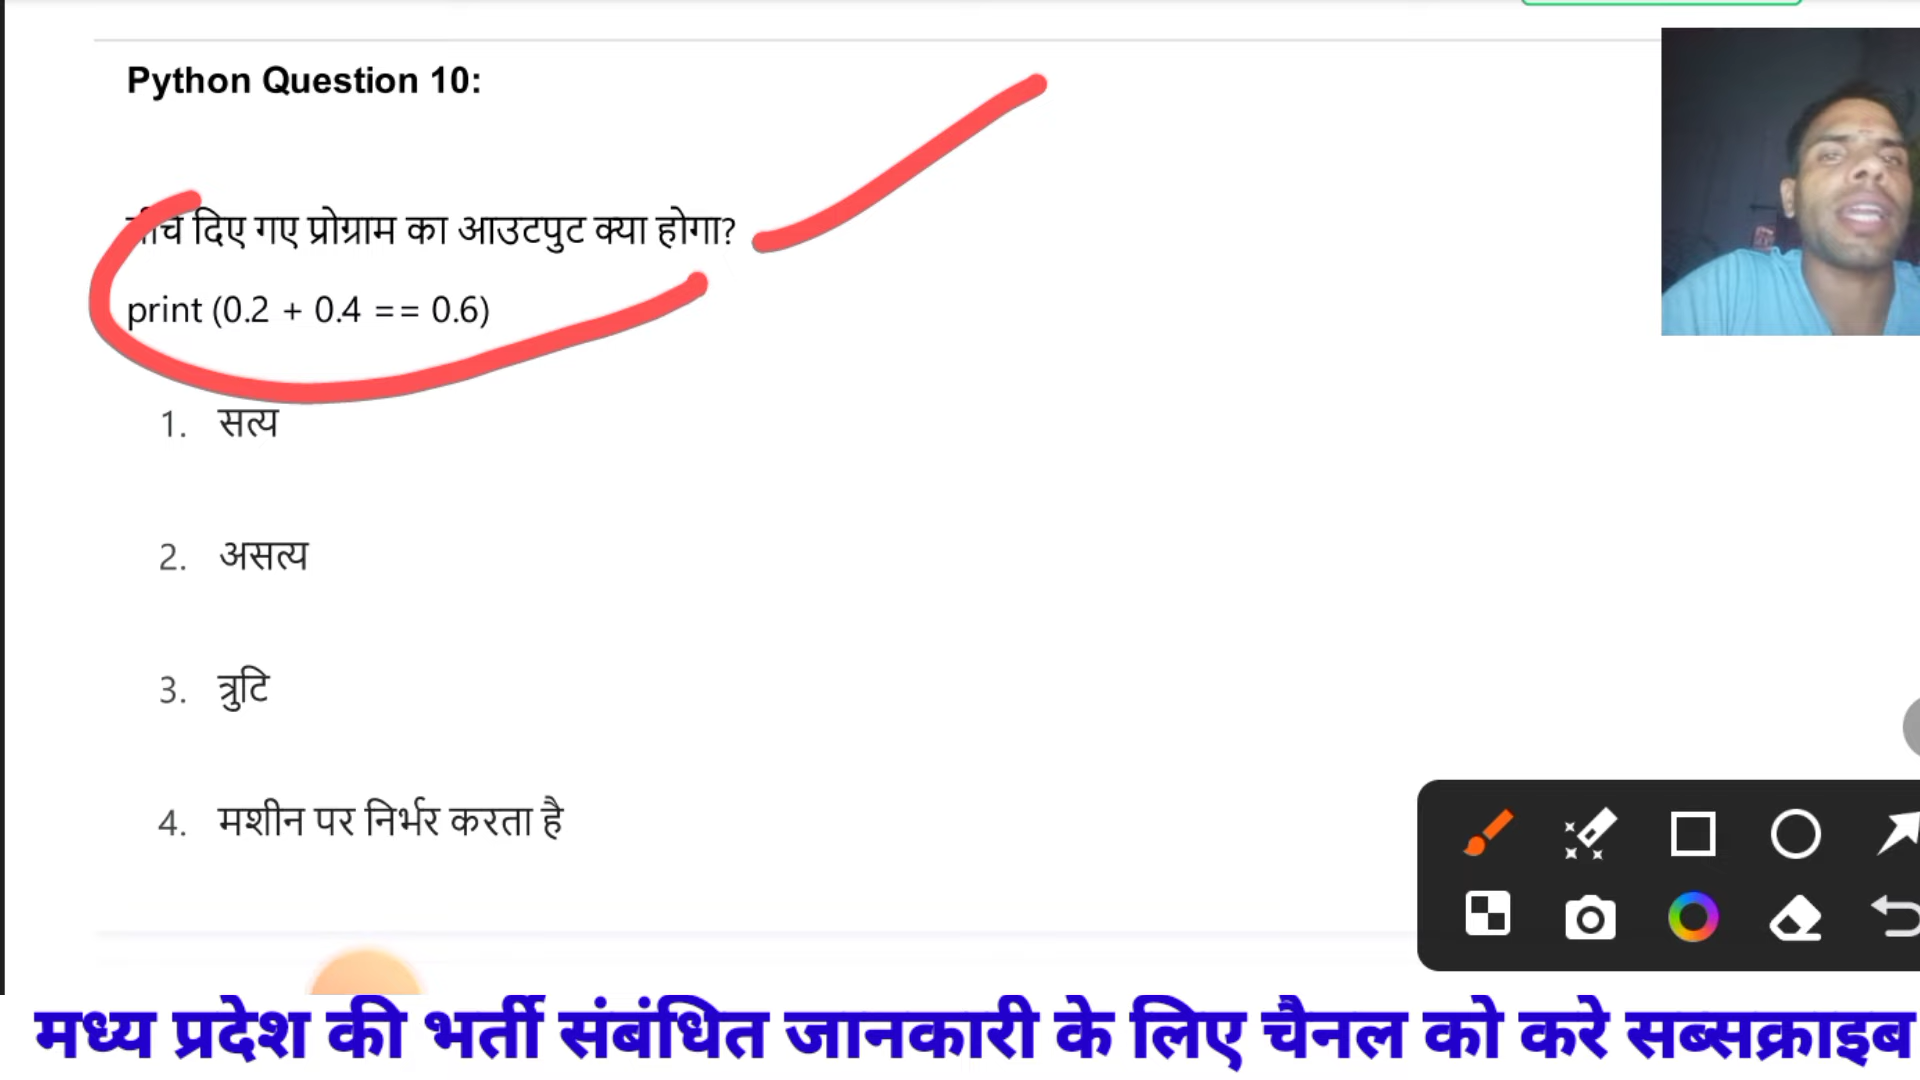 Python Question 10:
नीचे दिए गए प्रोग्राम का आउटपुट क्या होगा?
print (0.2 + 0.4 == 0.6)
1. सत्य
2. असत्य
3. त्रुटि
4. मशीन पर निर्भर करता है
मध्य प्रदेश की भर्ती संबंधित जानकारी के लिए चैनल को करे सब्सक्राइब